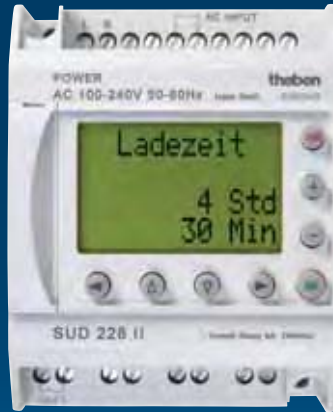 L N AC INPUT
POWER theben
AC 100-240V 50-60Hz
Ladezeit
4 Std
30 Min
SUD 228 II